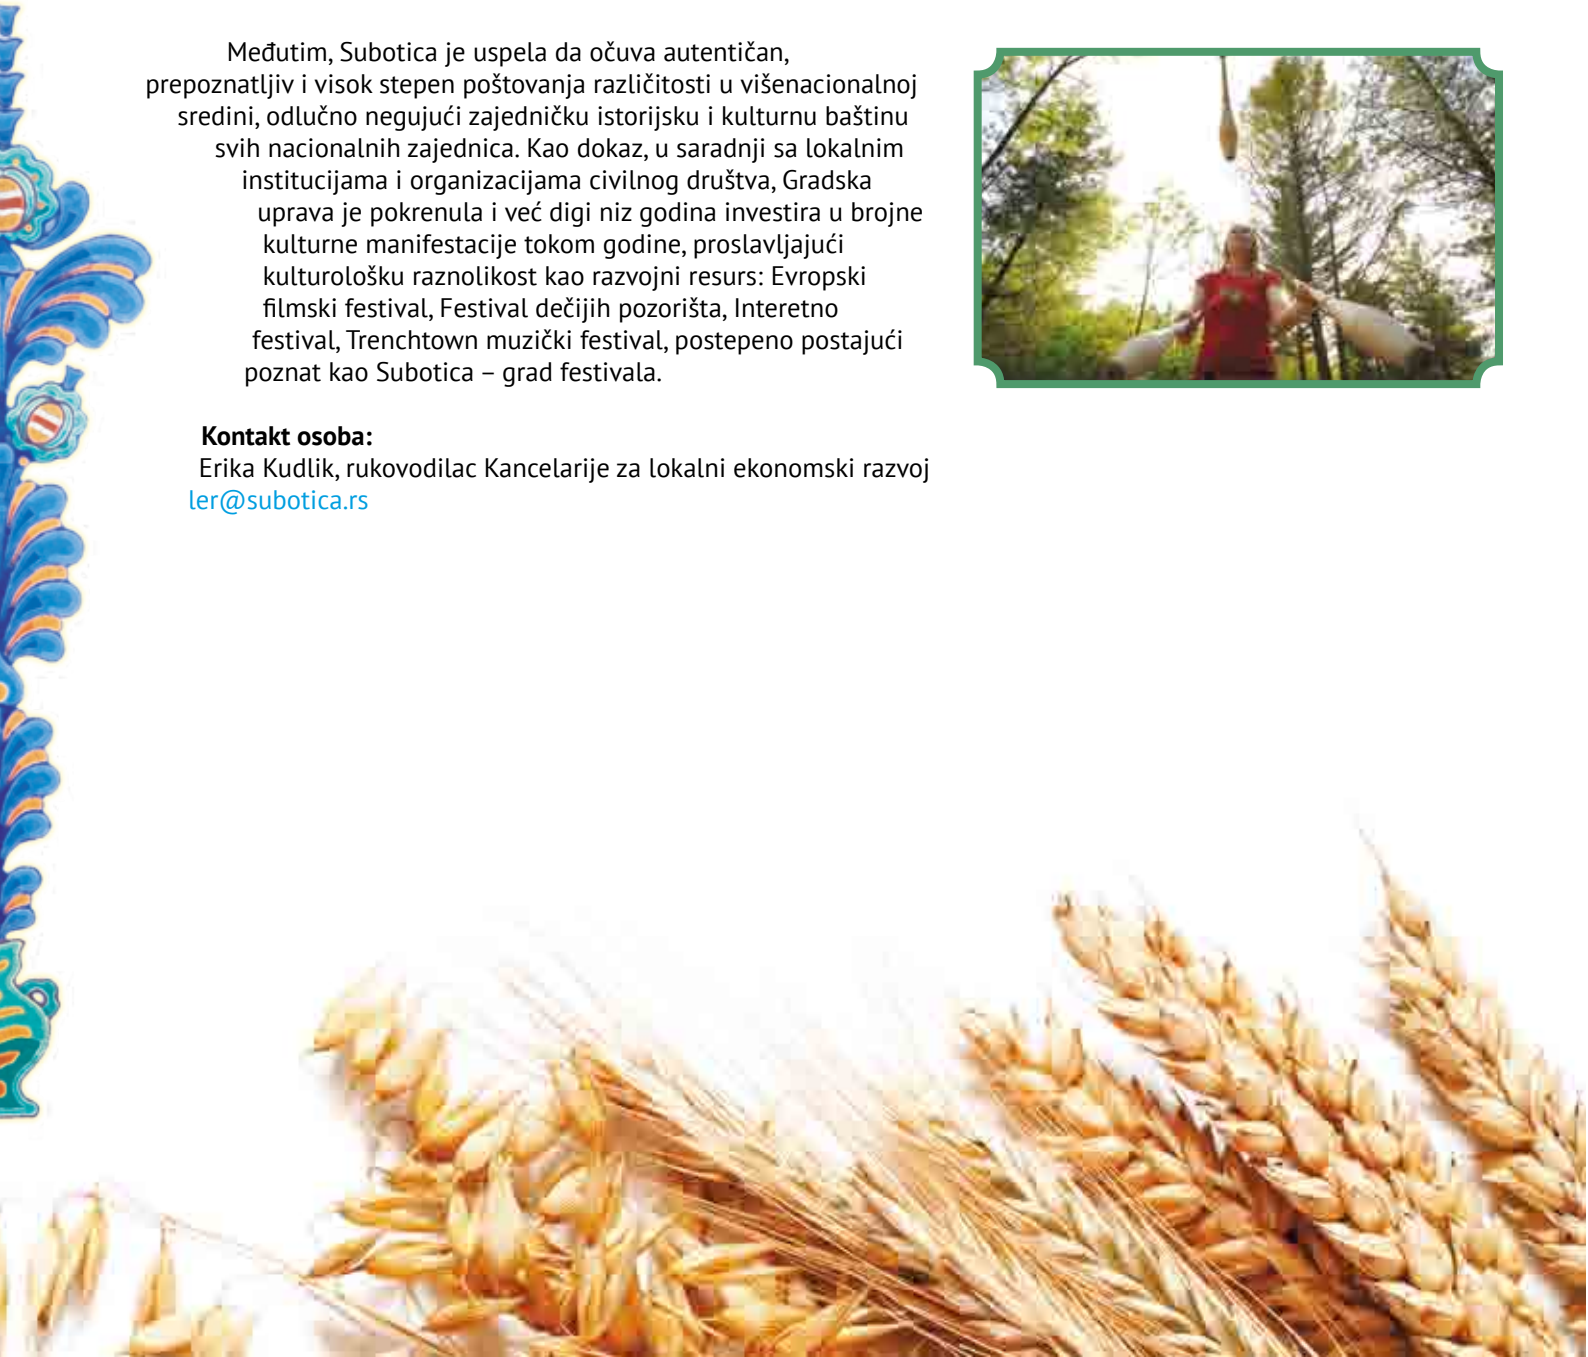 Međutim, Subotica je uspela da očuva autentičan,
prepoznatljiv i visok stepen poštovanja različitosti u višenacionalnoj
sredini, odlučno negujući zajedničku istorijsku i kulturnu baštinu
svih nacionalnih zajednica. Kao dokaz, u saradnji sa lokalnim
institucijama i organizacijama civilnog društva, Gradska
uprava je pokrenula i već digi niz godina investira u brojne
kulturne manifestacije tokom godine, proslavljajući
kulturološku raznolikost kao razvojni resurs: Evropski
filmski festival, Festival dečijih pozorišta, Interetno
festival, Trenchtown muzički festival, postepeno postajući
poznat kao Subotica – grad festivala.
Kontakt osoba:
Erika Kudlik, rukovodilac Kancelarije za lokalni ekonomski razvoj
ler@subotica.rs